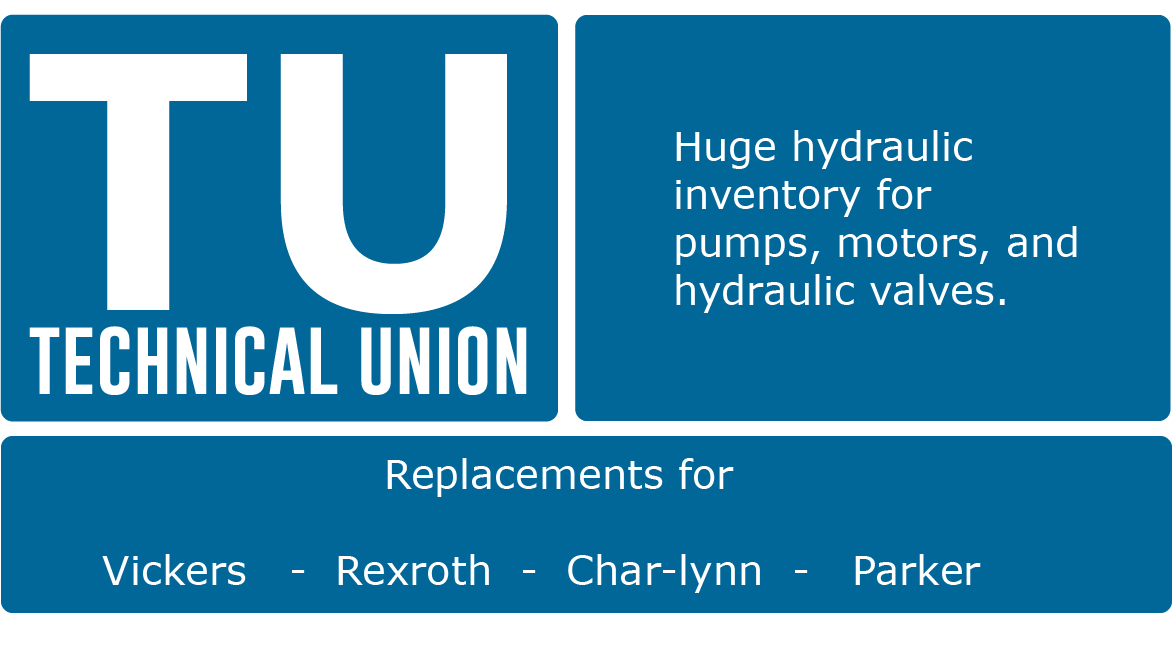 TU
TECHNICAL UNION
Huge hydraulic
inventory for
pumps, motors, and
hydraulic valves.
Replacements for
Vickers - Rexroth - Char-lynn - Parker